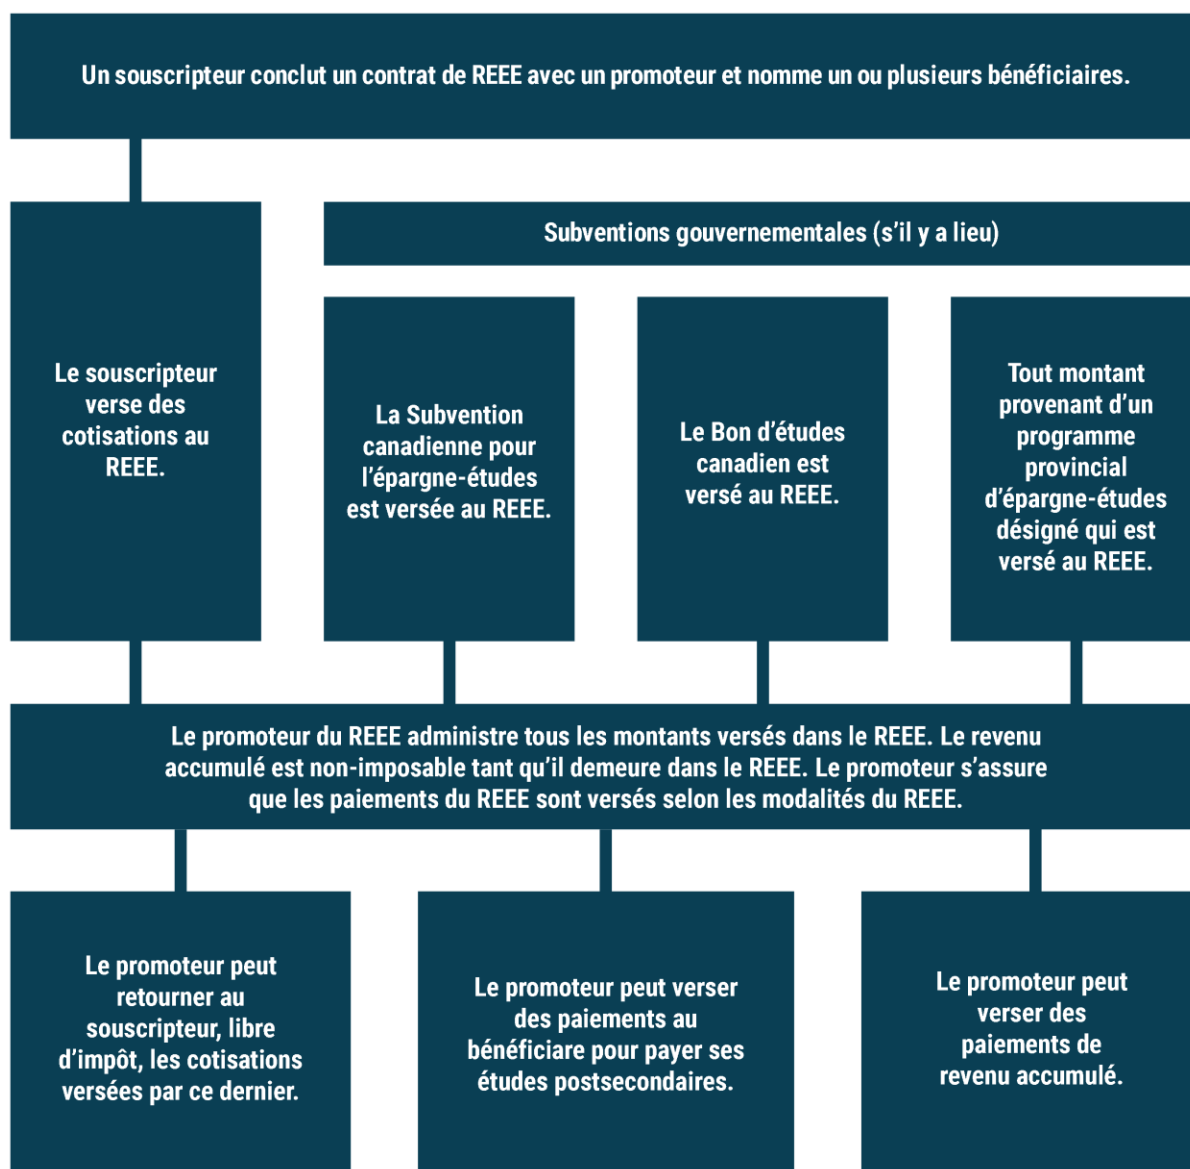 Un souscripteur conclut un contrat de REEE avec un promoteur et nomme un ou plusieurs bénéficiaires.
Le souscripteur
verse des
cotisations au
REEE.
Subventions gouvernementales (s’il y a lieu)
La Subvention
canadienne pour
l’épargne-études
est versée au REEE.
Le Bon d’études
canadien est
versé au REEE.
Tout montant
provenant d’un
programme
provincial
d’épargne-études
désigné qui est
versé au REEE.
Le promoteur du REEE administre tous les montants versés dans le REEE. Le revenu
accumulé est non-imposable tant qu’il demeure dans le REEE. Le promoteur s’assure
que les paiements du REEE sont versés selon les modalités du REEE.
Le promoteur peut
retourner au
souscripteur, libre
d’impôt, les cotisations
versées par ce dernier.
Le promoteur peut verser
des paiements au
bénéficiare pour payer ses
études postsecondaires.
Le promoteur peut
verser des
paiements de
revenu accumulé.